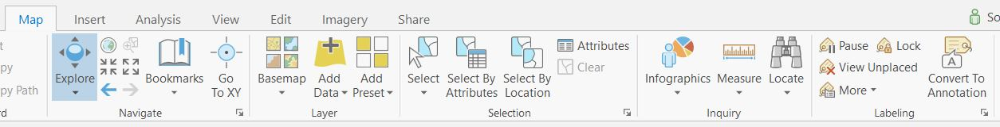 Map Insert Analysis View Edit Imagery Share
So
t
py
py Path
Explore
Bookmarks
Go
To XY
Basemap
Add
Data
Add
Preset
Select
Select By
Attributes
Select By
Location
Attributes
Clear
Infographics
Measure
Locate
Pause Lock
View Unplaced
More
A
Convert To
Annotation
rd Navigate Layer Selection Inquiry Labeling